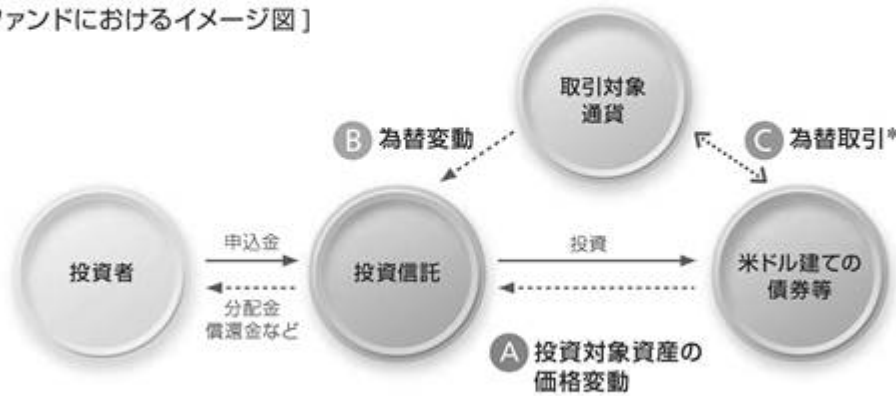 ファンドにおけるイメージ図］
取引対象
通貨
B 為替変動
C 為替取引*
投資者
申込金
分配金
償還金など
投資信託
投資
米ドル建ての
債券等
A 投資対象資産の
価格変動